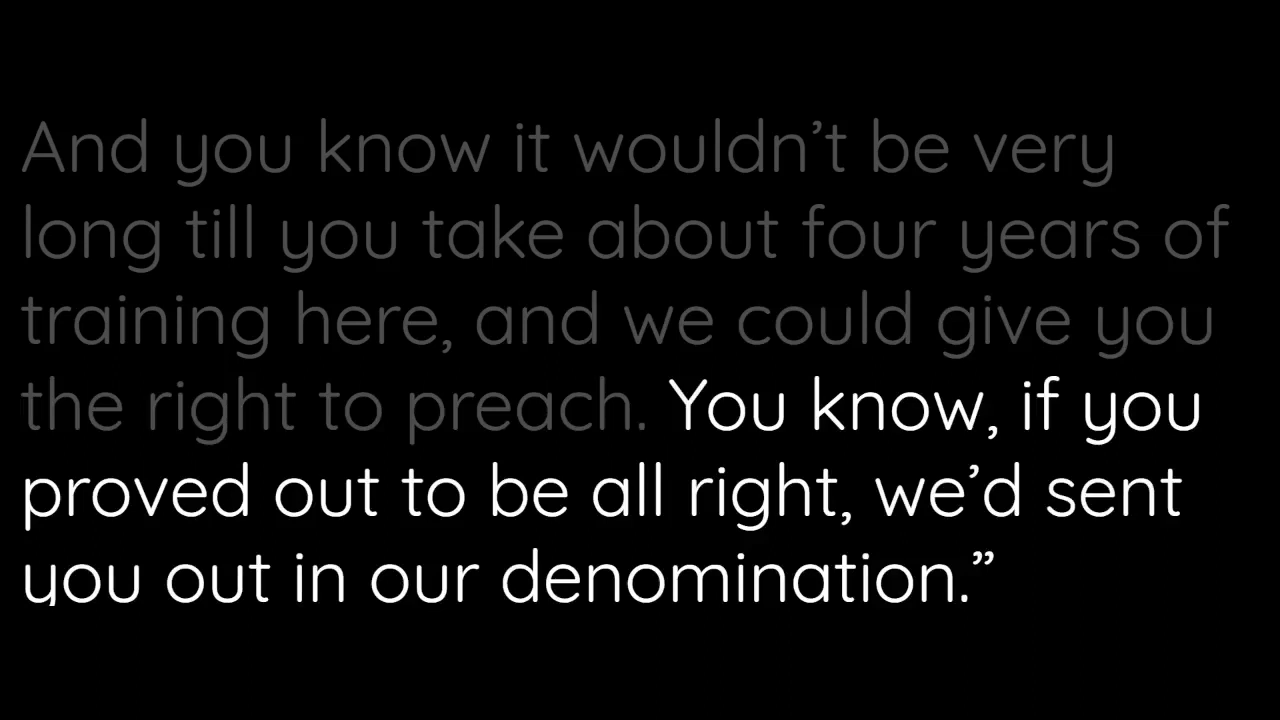 And you know it wouldn’t be very
long till you take about four years of
training here, and we could give you
the right to preach. You know, if you
proved out to be all right, we’d sent
you out in our denomination.”